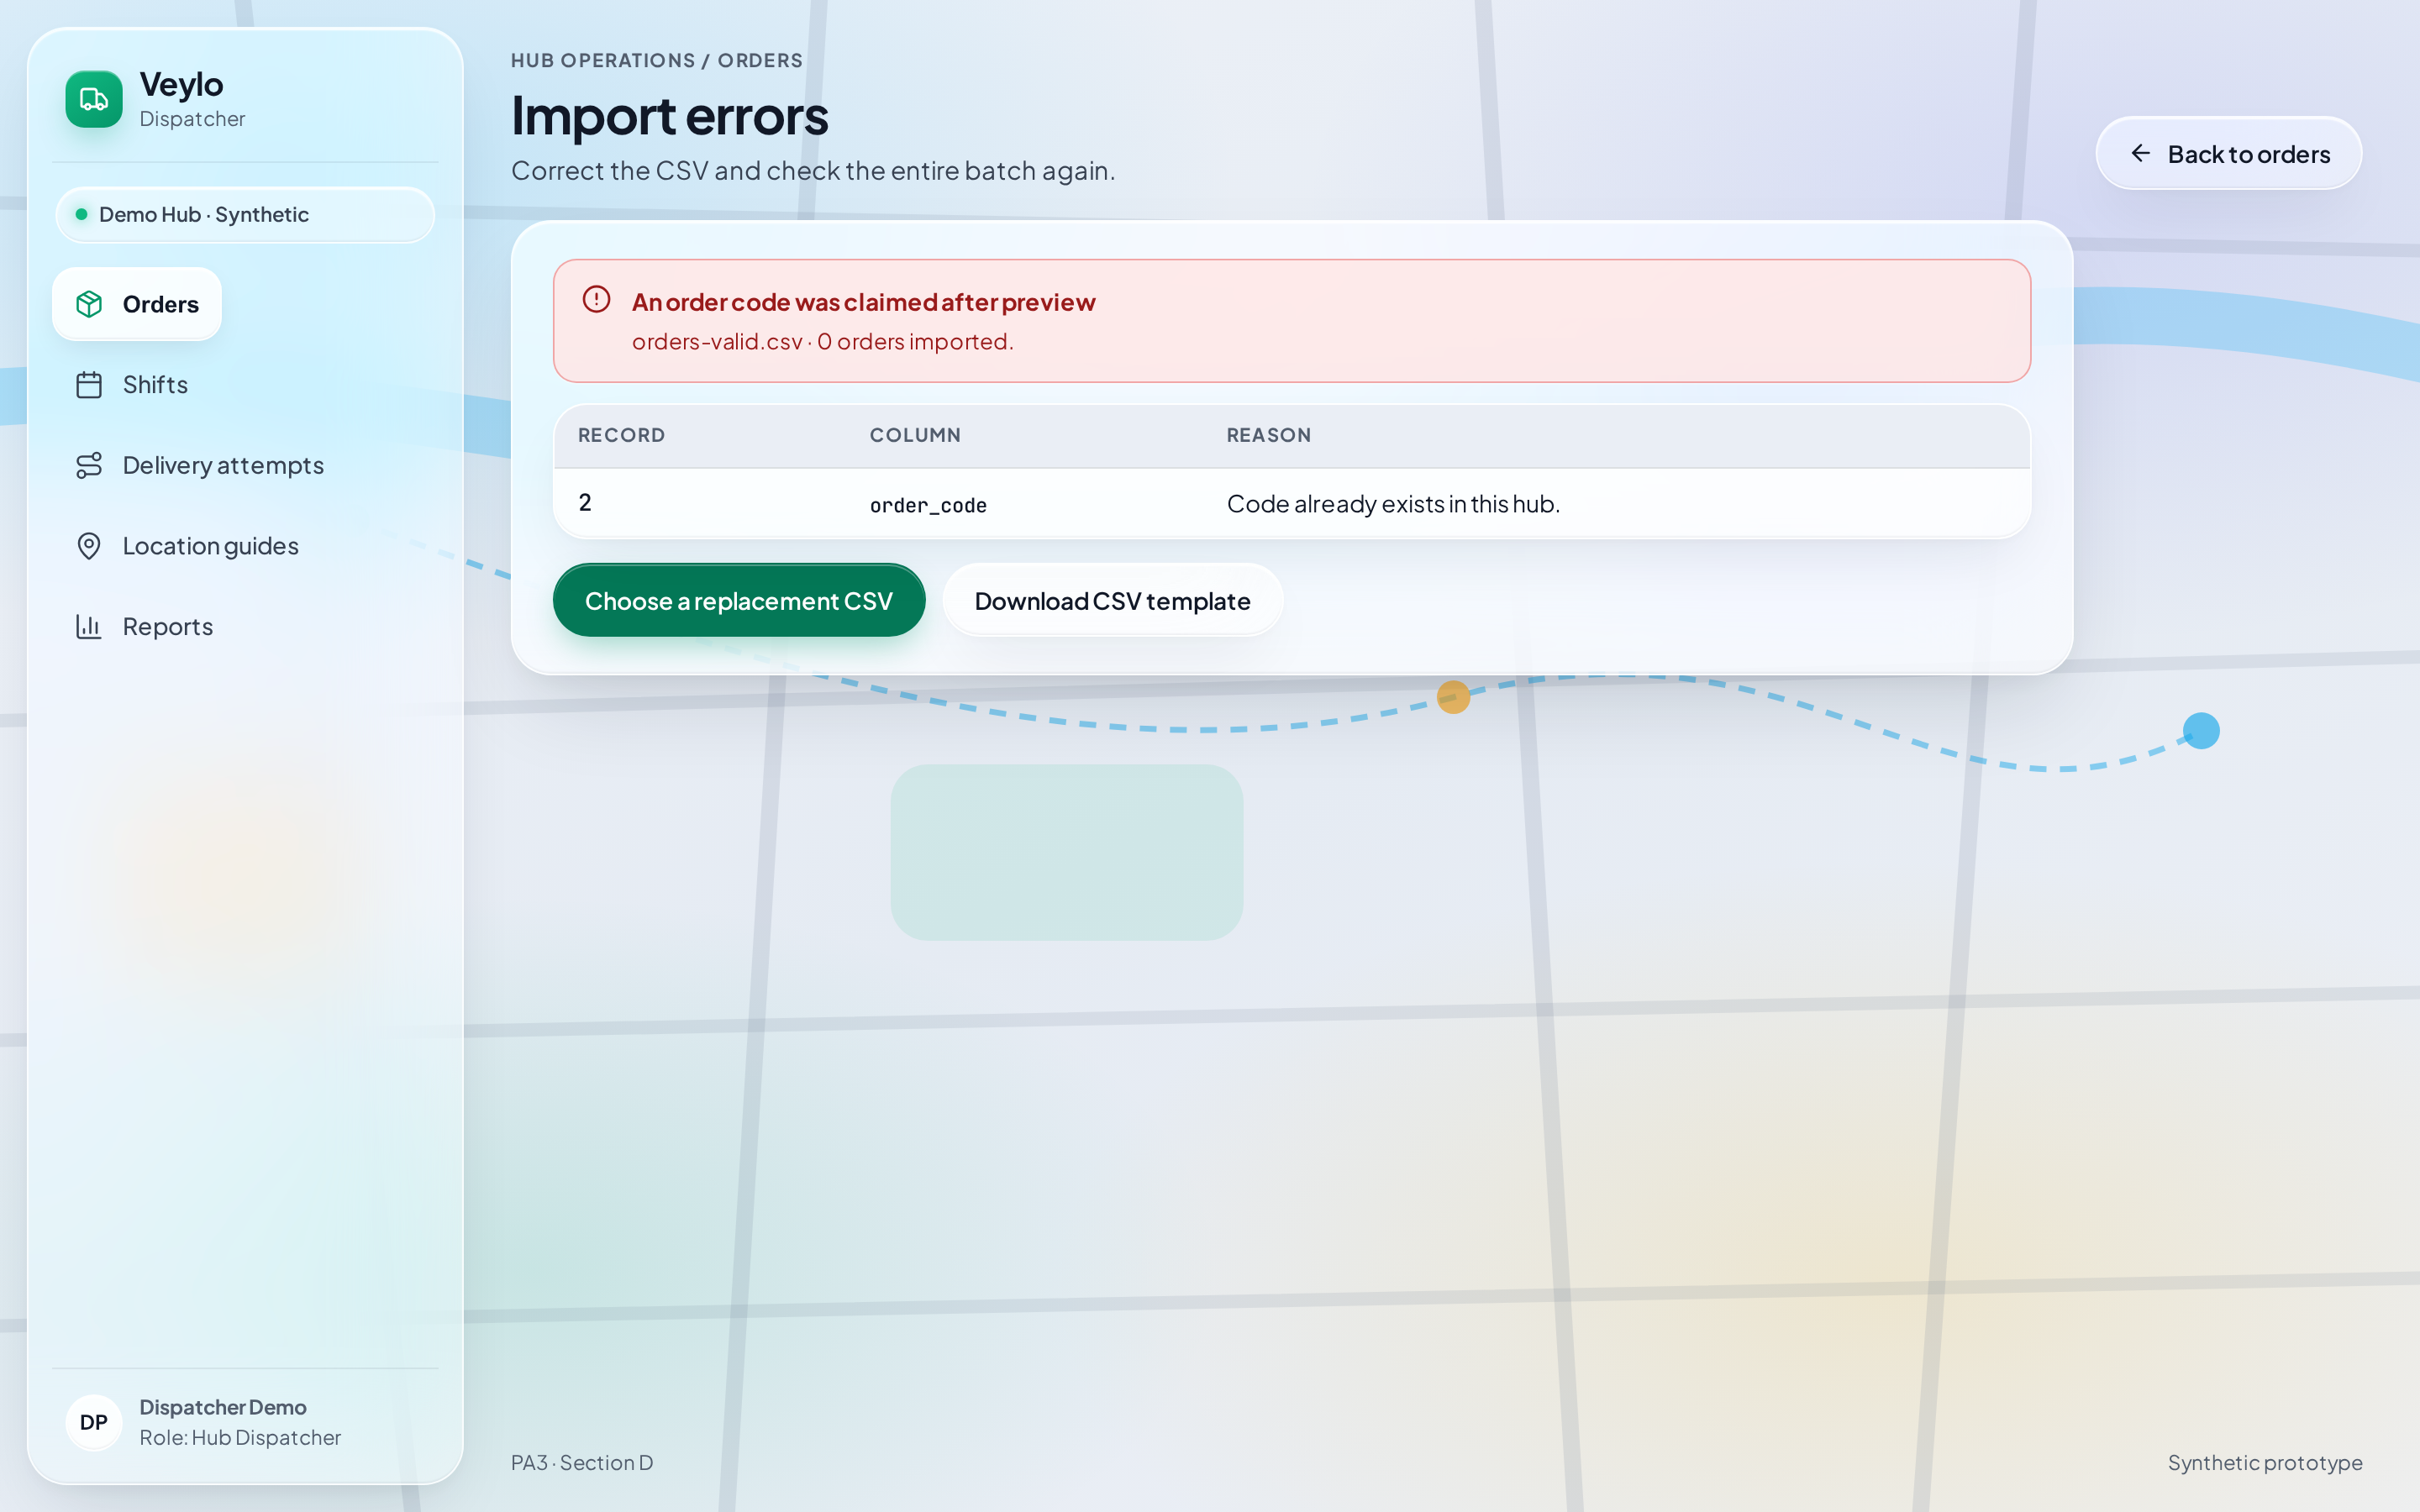 Veylo
Dispatcher
Demo Hub · Synthetic
Orders
Shifts
Delivery attempts
Location guides
Reports
DP
Dispatcher Demo
Role: Hub Dispatcher
HUB OPERATIONS / ORDERS
Import errors
Correct the CSV and check the entire batch again.
Back to orders
An order code was claimed after preview
orders-valid.csv · 0 orders imported.
RECORD COLUMN REASON
2 order_code Code already exists in this hub.
Choose a replacement CSV Download CSV template
PA3 · Section D
Synthetic prototype